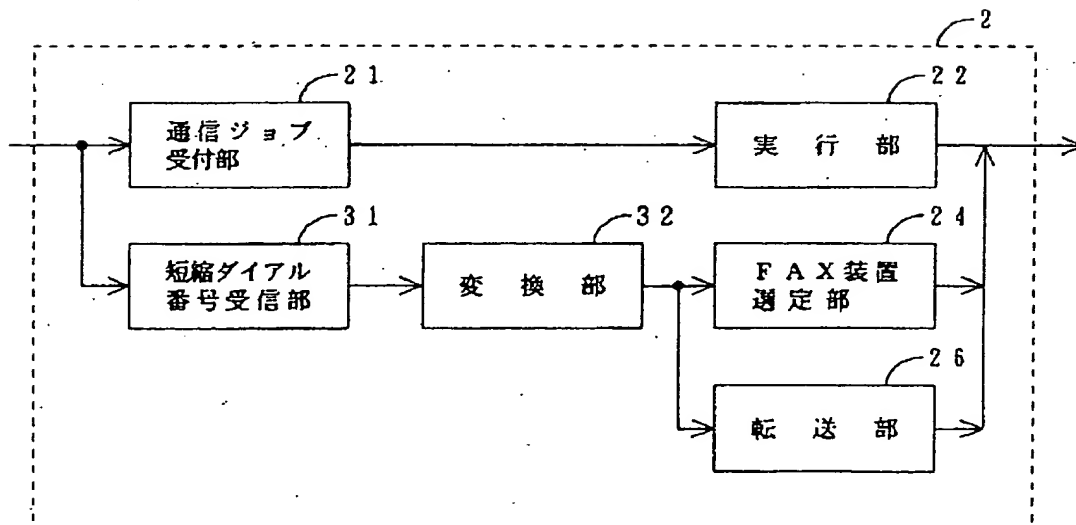 2
21
通信ジョブ
受付部
22
実行部
31
短縮ダイアル
番号受信部
32
変換部
24
FAX装置
選定部
26
転送部